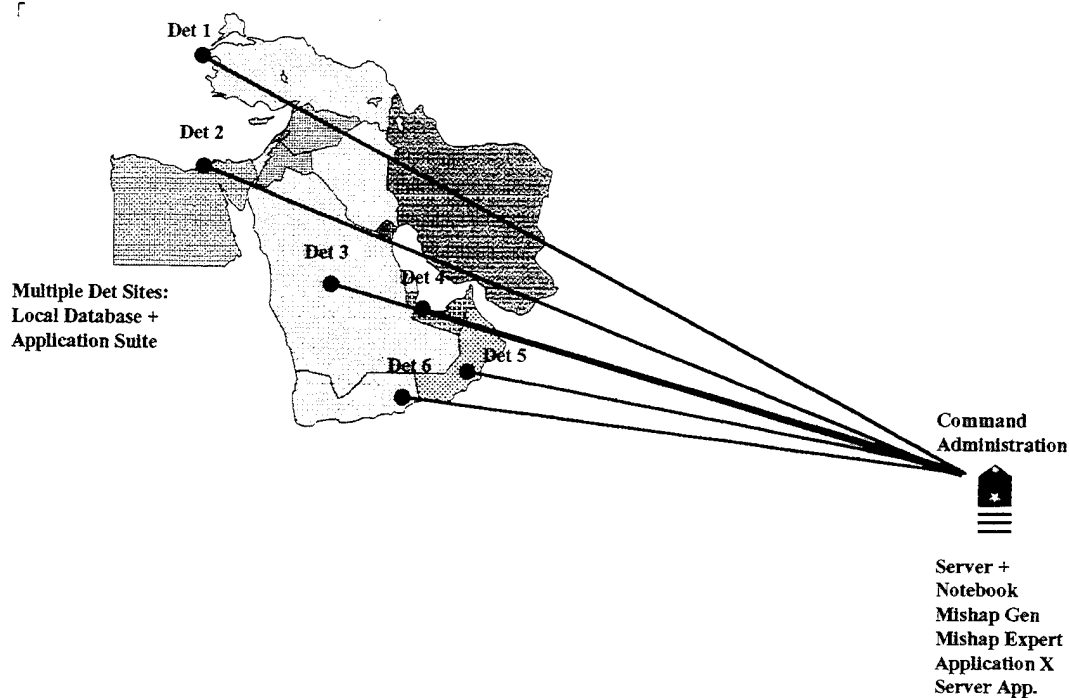 Det 1
Det 2
Det 3
Det 4
Multiple Det Sites:
Local Database +
Application Suite
Det 5
Det 6
Command
Administration
Server +
Notebook
Mishap Gen
Mishap Expert
Application X
Server App.